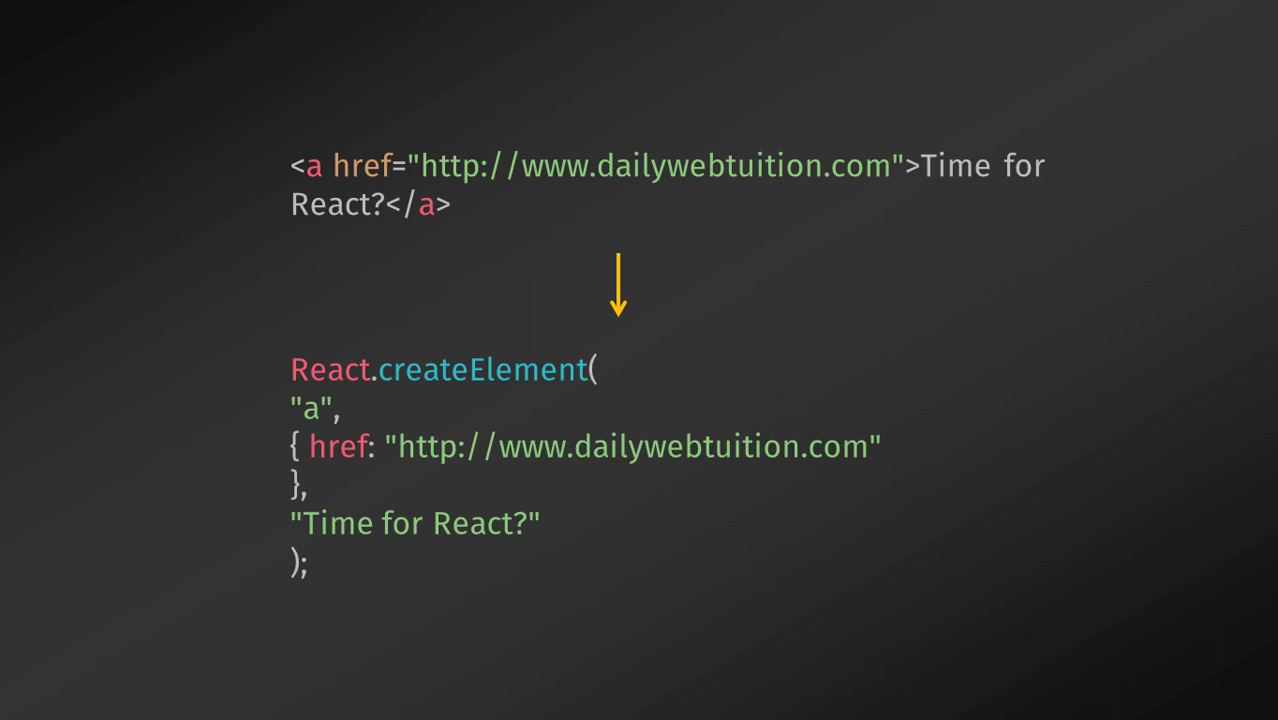 <a href="http://www.dailywebtuition.com">Time for
React?</a>
React.createElement(
"a",
{ href: "http://www.dailywebtuition.com"
},
"Time for React?"
);